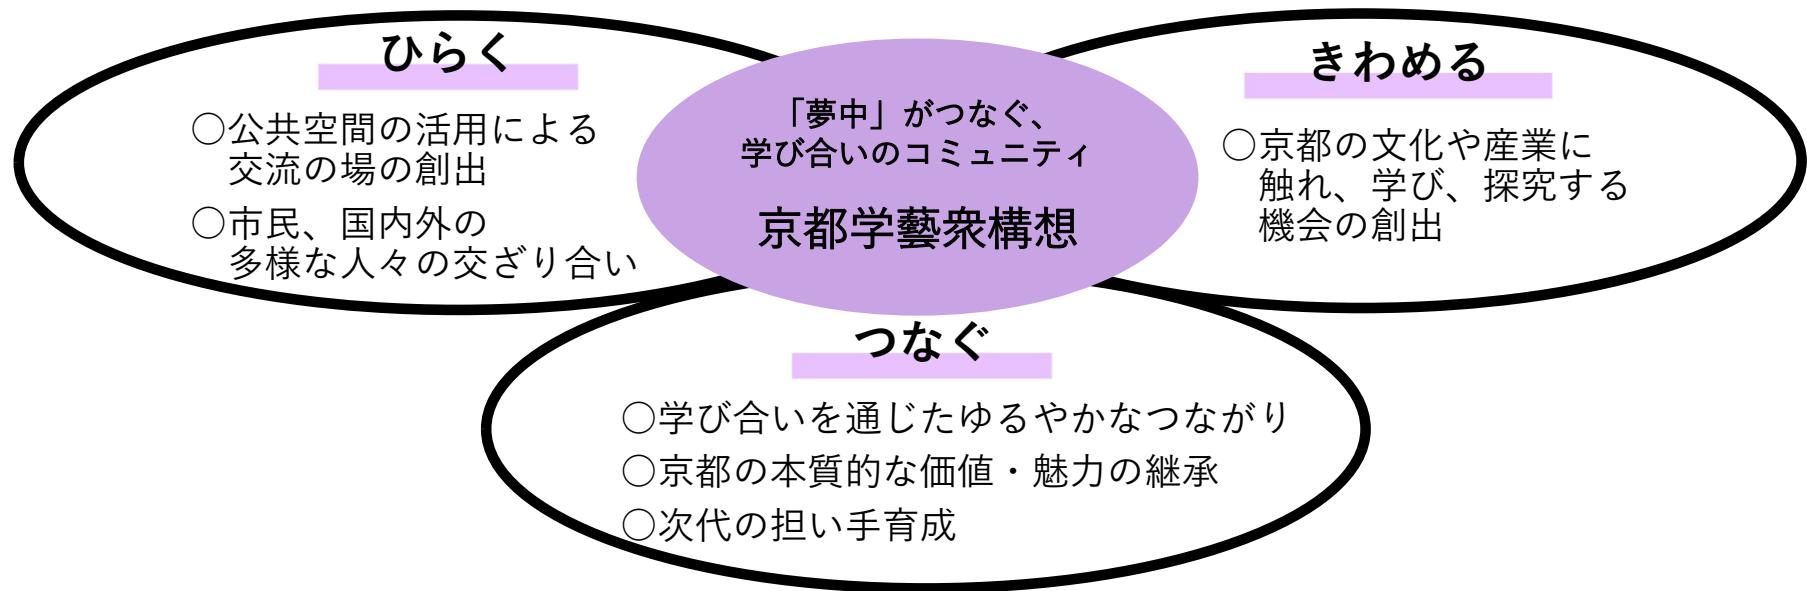 ひらく
○公共空間の活用による
交流の場の創出
○市民、国内外の
多様な人々の交ざり合い
「夢中」がつなぐ、
学び合いのコミュニティ
京都学藝衆構想
きわめる
○京都の文化や産業に
触れ、学び、探究する
機会の創出
つなぐ
○学び合いを通じたゆるやかなつながり
○京都の本質的な価値・魅力の継承
○次代の担い手育成